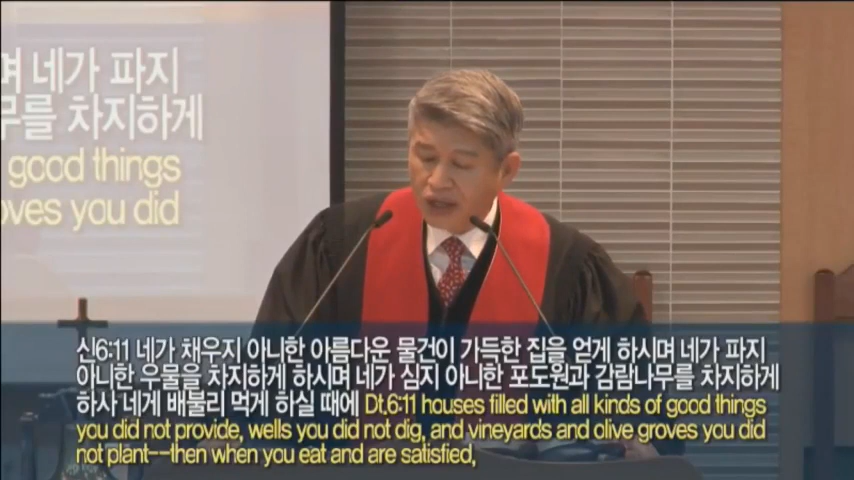 며 네가 파지
무를 차지하게
good things
oves you did
신6:11 네가 채우지 아니한 아름다운 물건이 가득한 집을 얻게 하시며 네가 파지
아니한 우물을 차지하게 하시며 네가 심지 아니한 포도원과 감람나무를 차지하게
하사 네게 배불리 먹게 하실 때에 Dt.6:11 houses filled with all kinds of good things
you did not provide, wells you did not dig, and vineyards and olive groves you did
not plant--then when you eat and are satisfied,